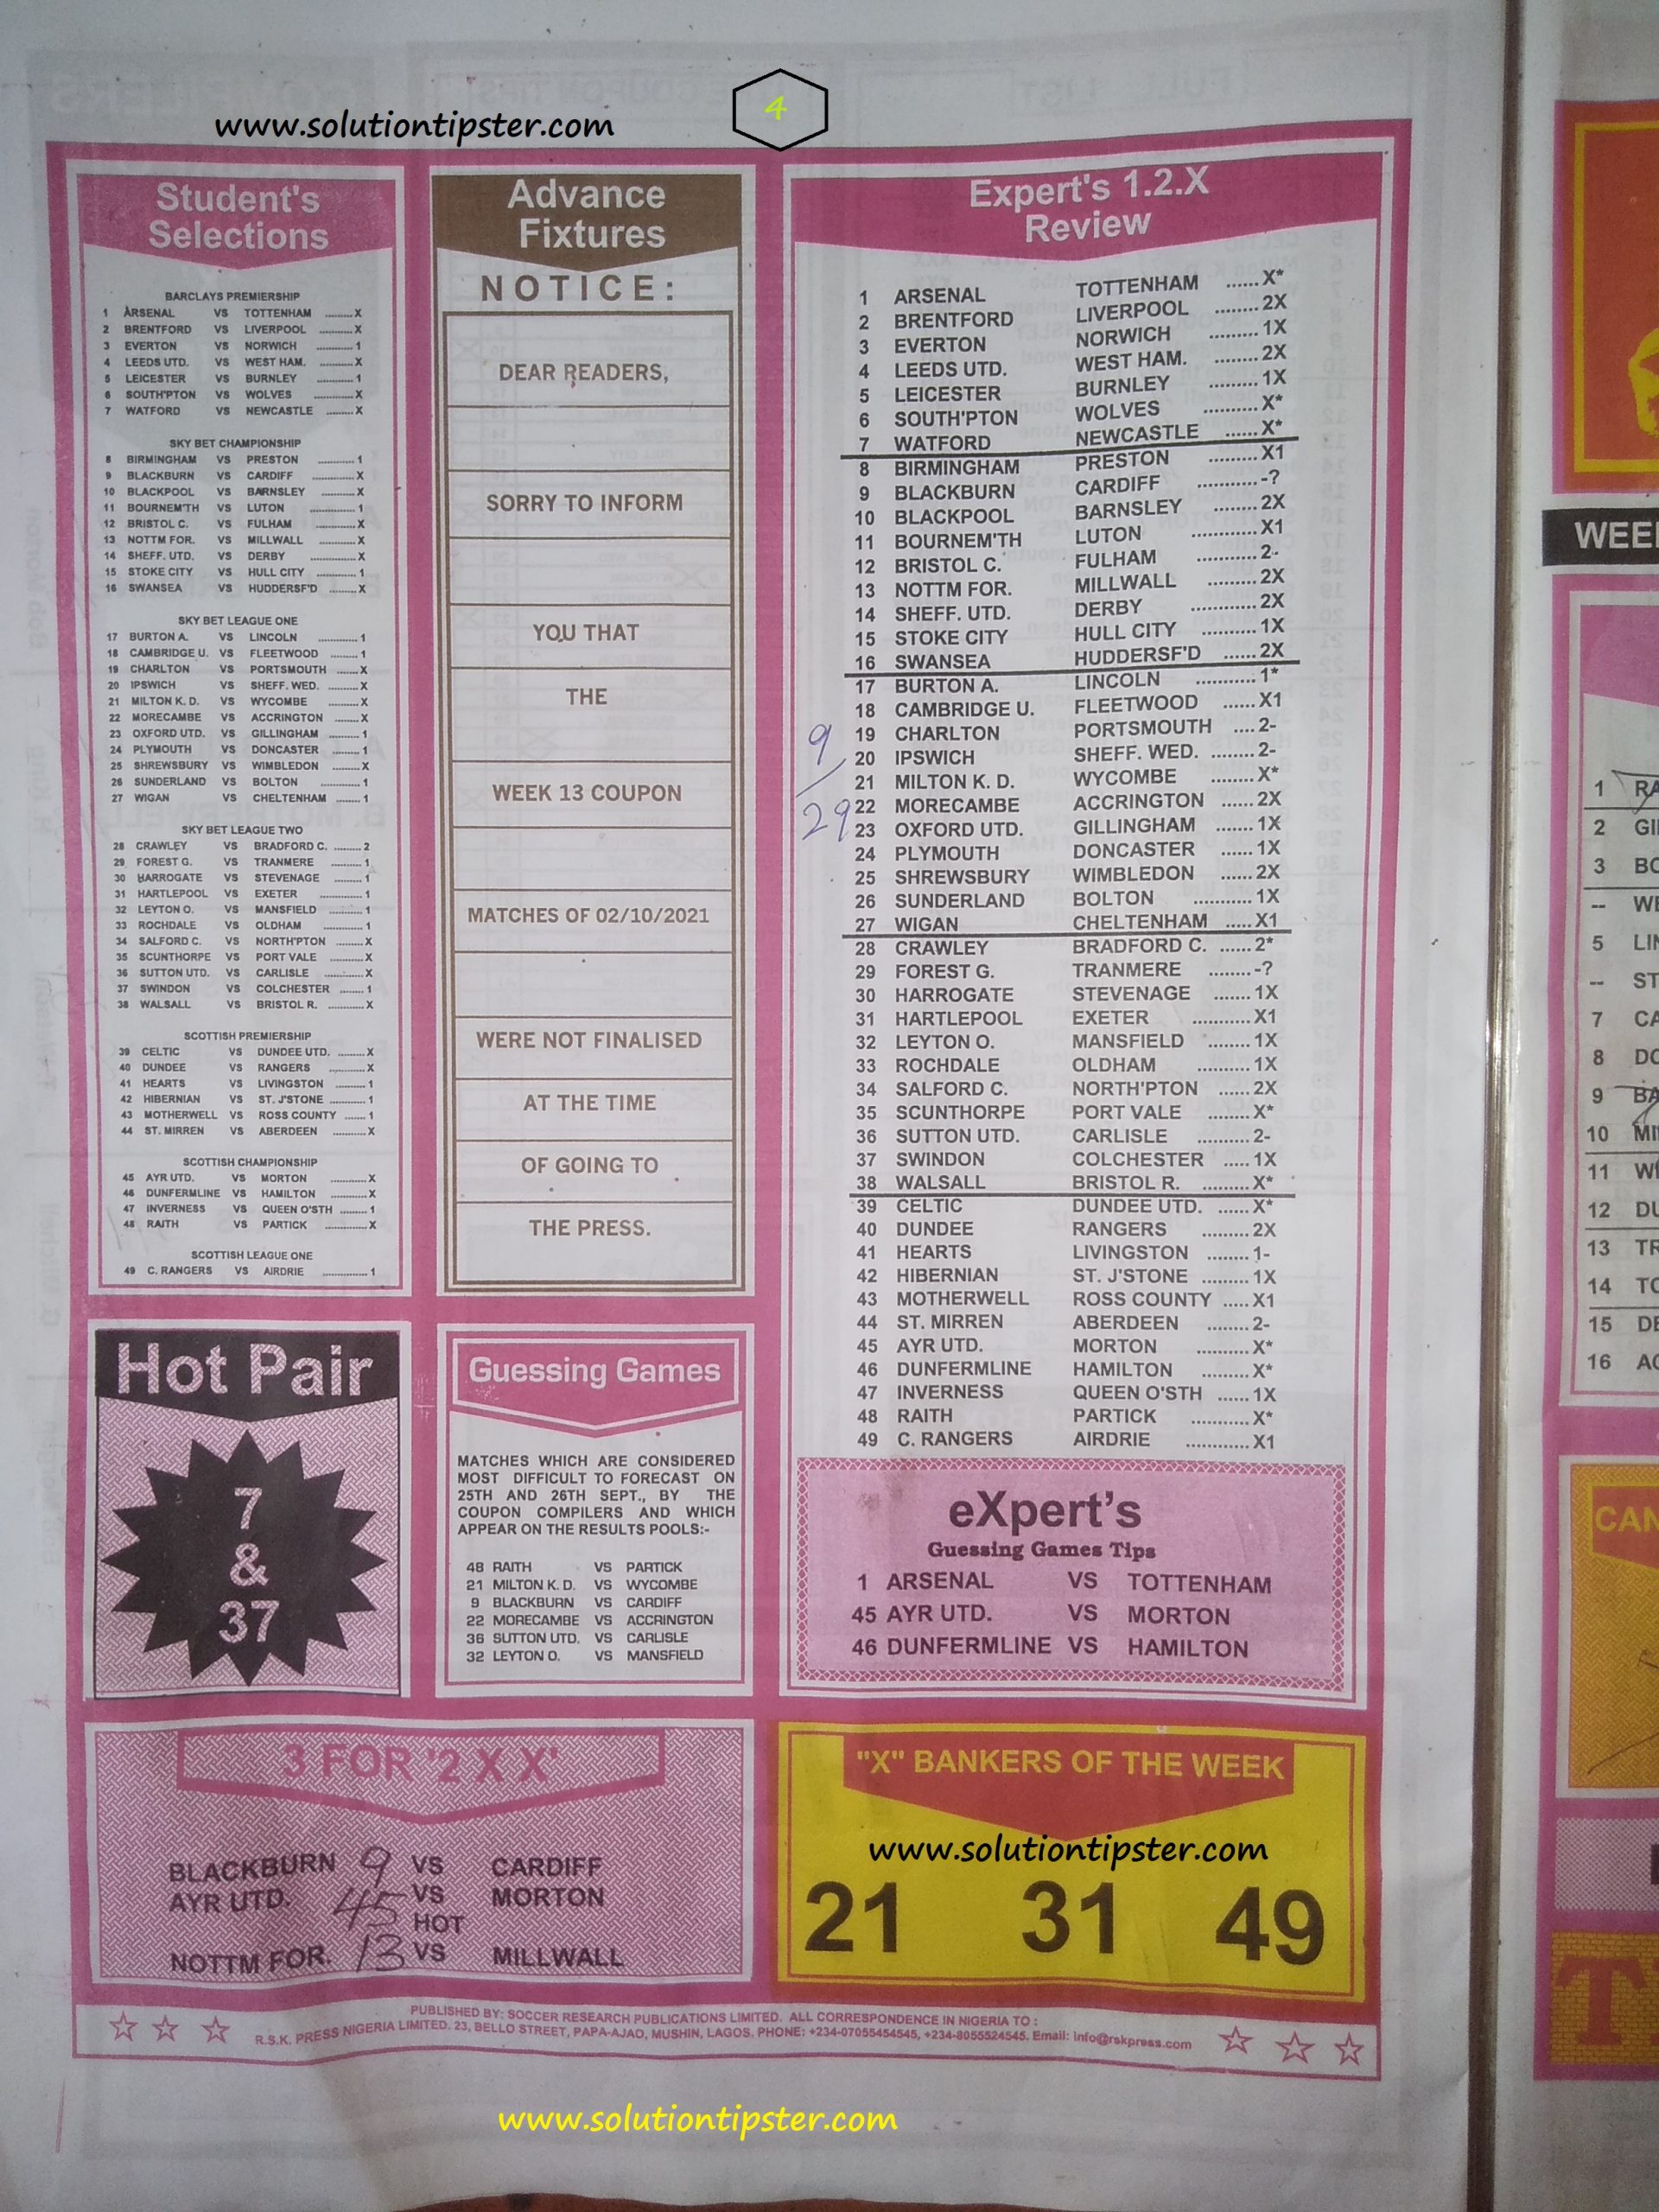 www.solutiontipster.com
4
Student's
Selections
BARCLAYS PREMIERSHIP
1 ARSENAL VS TOTTENHAM .........X
2 BRENTFORD VS LIVERPOOL ..........X
3 EVERTON VS NORWICH ............1
4 LEEDS UTD. VS WEST HAM. ..........X
5 LEICESTER VS BURNLEY ............1
6 SOUTH'PTON VS WOLVES .............X
7 WATFORD VS NEWCASTLE ........X
SKY BET CHAMPIONSHIP
8 BIRMINGHAM VS PRESTON ............1
9 BLACKBURN VS CARDIFF ............X
10 BLACKPOOL VS BARNSLEY ..........X
11 BOURNEM'TH VS LUTON ...............1
12 BRISTOL C. VS FULHAM ............X
13 NOTTM FOR. VS MILLWALL ..........X
14 SHEFF. UTD. VS DERBY ...............X
15 STOKE CITY VS HULL CITY ............1
16 SWANSEA VS HUDDERSF'D ........X
SKY BET LEAGUE ONE
17 BURTON A. VS LINCOLN ............1
18 CAMBRIDGE U. VS FLEETWOOD .........1
19 CHARLTON VS PORTSMOUTH .......X
20 IPSWICH VS SHEFF. WED. .........X
21 MILTON K. D. VS WYCOMBE ..........X
22 MORECAMBE VS ACCRINGTON .......X
23 OXFORD UTD. VS GILLINGHAM ........1
24 PLYMOUTH VS DONCASTER ........1
25 SHREWSBURY VS WIMBLEDON ........X
26 SUNDERLAND VS BOLTON .............1
27 WIGAN VS CHELTENHAM .......1
SKY BET LEAGUE TWO
28 CRAWLEY VS BRADFORD C. .......2
29 FOREST G. VS TRANMERE .........1
30 HARROGATE VS STEVENAGE ........1
31 HARTLEPOOL VS EXETER .............1
32 LEYTON O. VS MANSFIELD .........1
33 ROCHDALE VS OLDHAM ............1
34 SALFORD C. VS NORTH'PTON ........X
35 SCUNTHORPE VS PORT VALE .........X
36 SUTTON UTD. VS CARLISLE ...........X
37 SWINDON VS COLCHESTER .......1
38 WALSALL VS BRISTOL R. ..........X
SCOTTISH PREMIERSHIP
39 CELTIC VS DUNDEE UTD. .......X
40 DUNDEE VS RANGERS ..........X
41 HEARTS VS LIVINGSTON ........1
42 HIBERNIAN VS ST. J'STONE .........1
43 MOTHERWELL VS ROSS COUNTY ......1
44 ST. MIRREN VS ABERDEEN ..........X
SCOTTISH CHAMPIONSHIP
45 AYR UTD. VS MORTON ............X
46 DUNFERMLINE VS HAMILTON ...........X
47 INVERNESS VS QUEEN O'STH ........1
48 RAITH VS PARTICK ............X
SCOTTISH LEAGUE ONE
49 C. RANGERS VS AIRDRIE ..............1
Advance
Fixtures
NOTICE:
DEAR READERS,
SORRY TO INFORM
YOU THAT
THE
WEEK 13 COUPON
MATCHES OF 02/10/2021
WERE NOT FINALISED
AT THE TIME
OF GOING TO
THE PRESS.
Expert's 1.2.X
Review
1 ARSENAL TOTTENHAM ......X*
2 BRENTFORD LIVERPOOL ........2X
3 EVERTON NORWICH .........1X
4 LEEDS UTD. WEST HAM. ........2X
5 LEICESTER BURNLEY .........1X
6 SOUTH'PTON WOLVES ..........X*
7 WATFORD NEWCASTLE ......X*
8 BIRMINGHAM PRESTON .........X1
9 BLACKBURN CARDIFF ..........-?
10 BLACKPOOL BARNSLEY ........2X
11 BOURNEM'TH LUTON ............X1
12 BRISTOL C. FULHAM ...........2-
13 NOTTM FOR. MILLWALL .........2X
14 SHEFF. UTD. DERBY ............2X
15 STOKE CITY HULL CITY ..........1X
16 SWANSEA HUDDERSF'D ......2X
17 BURTON A. LINCOLN ...........1*
18 CAMBRIDGE U. FLEETWOOD ......X1
19 CHARLTON PORTSMOUTH ....2-
20 IPSWICH SHEFF. WED. .......2-
21 MILTON K. D. WYCOMBE ........X*
22 MORECAMBE ACCRINGTON ......2X
23 OXFORD UTD. GILLINGHAM .......1X
24 PLYMOUTH DONCASTER ......1X
25 SHREWSBURY WIMBLEDON ......2X
26 SUNDERLAND BOLTON ...........1X
27 WIGAN CHELTENHAM .....X1
28 CRAWLEY BRADFORD C. ......2*
29 FOREST G. TRANMERE .........-?
30 HARROGATE STEVENAGE .......1X
31 HARTLEPOOL EXETER ...........X1
32 LEYTON O. MANSFIELD ........1X
33 ROCHDALE OLDHAM ..........1X
34 SALFORD C. NORTH'PTON ......2X
35 SCUNTHORPE PORT VALE ........X*
36 SUTTON UTD. CARLISLE ..........2-
37 SWINDON COLCHESTER .....1X
38 WALSALL BRISTOL R. .........X*
39 CELTIC DUNDEE UTD. ......X*
40 DUNDEE RANGERS .........2X
41 HEARTS LIVINGSTON ........1-
42 HIBERNIAN ST. J'STONE .........1X
43 MOTHERWELL ROSS COUNTY .....X1
44 ST. MIRREN ABERDEEN ........2-
45 AYR UTD. MORTON ..........X*
46 DUNFERMLINE HAMILTON .........X*
47 INVERNESS QUEEN O'STH ......1X
48 RAITH PARTICK ...........X*
49 C. RANGERS AIRDRIE ............X1
9
29
Hot Pair
7
&
37
Guessing Games
MATCHES WHICH ARE CONSIDERED
MOST DIFFICULT TO FORECAST ON
25TH AND 26TH SEPT., BY THE
COUPON COMPILERS AND WHICH
APPEAR ON THE RESULTS POOLS:-
48 RAITH VS PARTICK
21 MILTON K. D. VS WYCOMBE
9 BLACKBURN VS CARDIFF
22 MORECAMBE VS ACCRINGTON
36 SUTTON UTD. VS CARLISLE
32 LEYTON O. VS MANSFIELD
eXpert's
Guessing Games Tips
1 ARSENAL VS TOTTENHAM
45 AYR UTD. VS MORTON
46 DUNFERMLINE VS HAMILTON
3 FOR '2 X X'
BLACKBURN 9 VS CARDIFF
AYR UTD. 45 VS MORTON
HOT
NOTTM FOR. 13 VS MILLWALL
"X" BANKERS OF THE WEEK
www.solutiontipster.com
21 31 49
PUBLISHED BY: SOCCER RESEARCH PUBLICATIONS LIMITED. ALL CORRESPONDENCE IN NIGERIA TO :
R.S.K. PRESS NIGERIA LIMITED. 23, BELLO STREET, PAPA-AJAO, MUSHIN, LAGOS. PHONE: +234-07055454545, +234-8055524545. Email: info@rskpress.com
www.solutiontipster.com
WEE
1 RA
2 GI
3 BO
-- WE
5 LIN
-- ST
7 CA
8 DO
9 BA
10 MI
11 WI
12 DU
13 TR
14 TO
15 DE
16 AC
CAN
T